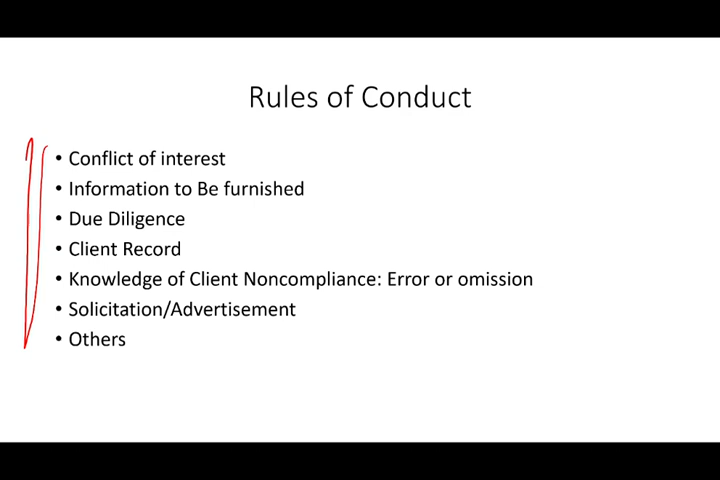 Rules of Conduct
• Conflict of interest
• Information to Be furnished
• Due Diligence
• Client Record
• Knowledge of Client Noncompliance: Error or omission
• Solicitation/Advertisement
• Others